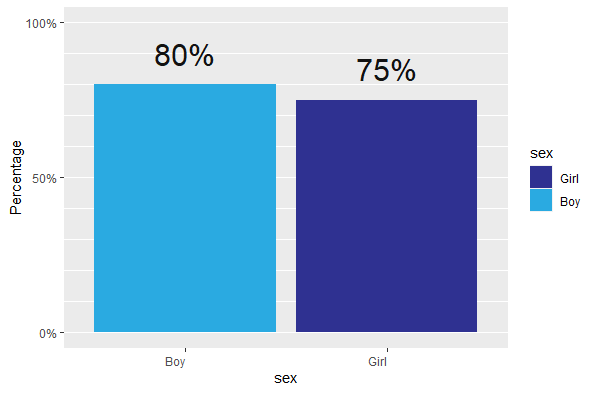 100%
80%
75%
Percentage
50%
0%
Boy
Girl
sex
sex
Girl
Boy